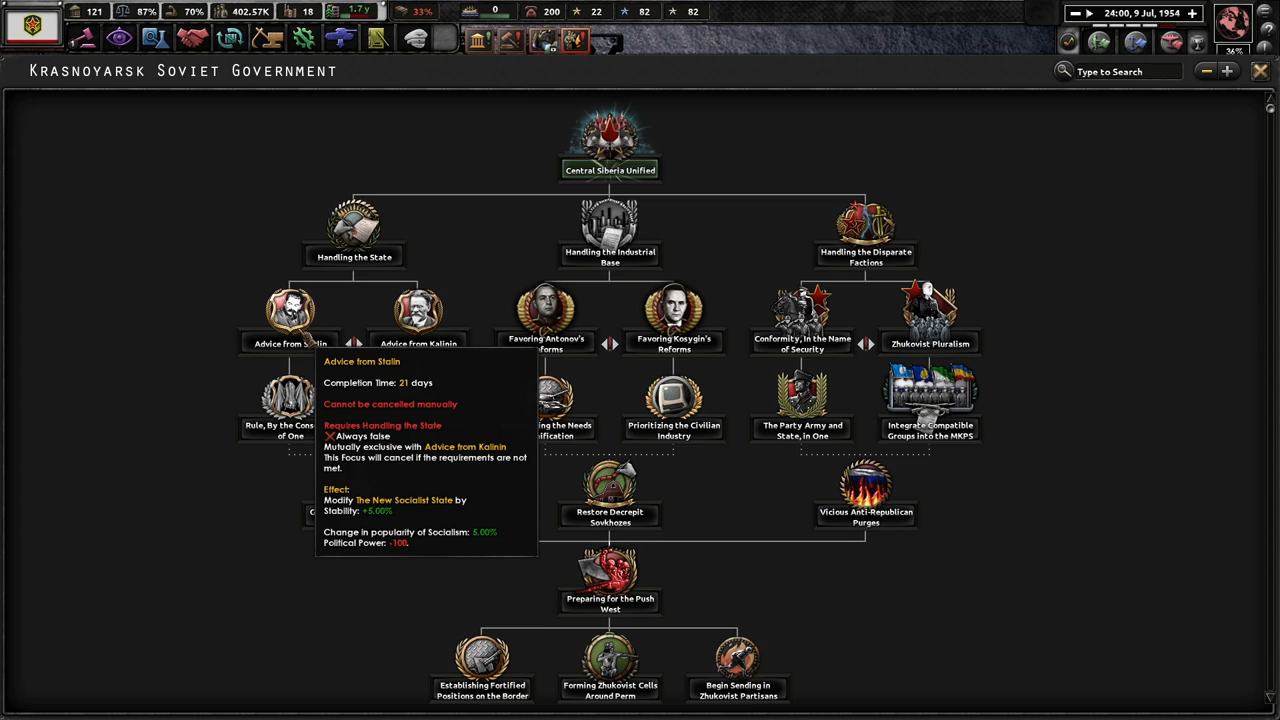 121 87% 70% 402.57K 18 1.7 y 33% 0 200 22 82 82
24:00, 9 Jul, 1954
36%
Krasnoyarsk Soviet Government
Type to Search
Central Siberia Unified
Handling the State
Handling the Industrial
Base
Handling the Disparate
Factions
Advice from Stalin
Advice from Kalinin
Favoring Antonov's
Favoring Kosygin's
Reforms
Conformity, In the Name
of Security
Zhukovist Pluralism
Advice from Stalin
Completion Time: 21 days
Cannot be cancelled manually
Requires Handling the State
Always false
Mutually exclusive with Advice from Kalinin
This Focus will cancel if the requirements are not
met.
Effect:
Modify The New Socialist State by
Stability: +5.00%
Change in popularity of Socialism: 5.00%
Political Power: -100.
Rule, By the Cons
of One
ing the Needs
nification
Prioritizing the Civilian
Industry
The Party Army and
State, in One
Integrate Compatible
Groups into the MKPS
Restore Decrepit
Sovkhozes
Vicious Anti-Republican
Purges
Preparing for the Push
West
Establishing Fortified
Positions on the Border
Forming Zhukovist Cells
Around Perm
Begin Sending in
Zhukovist Partisans